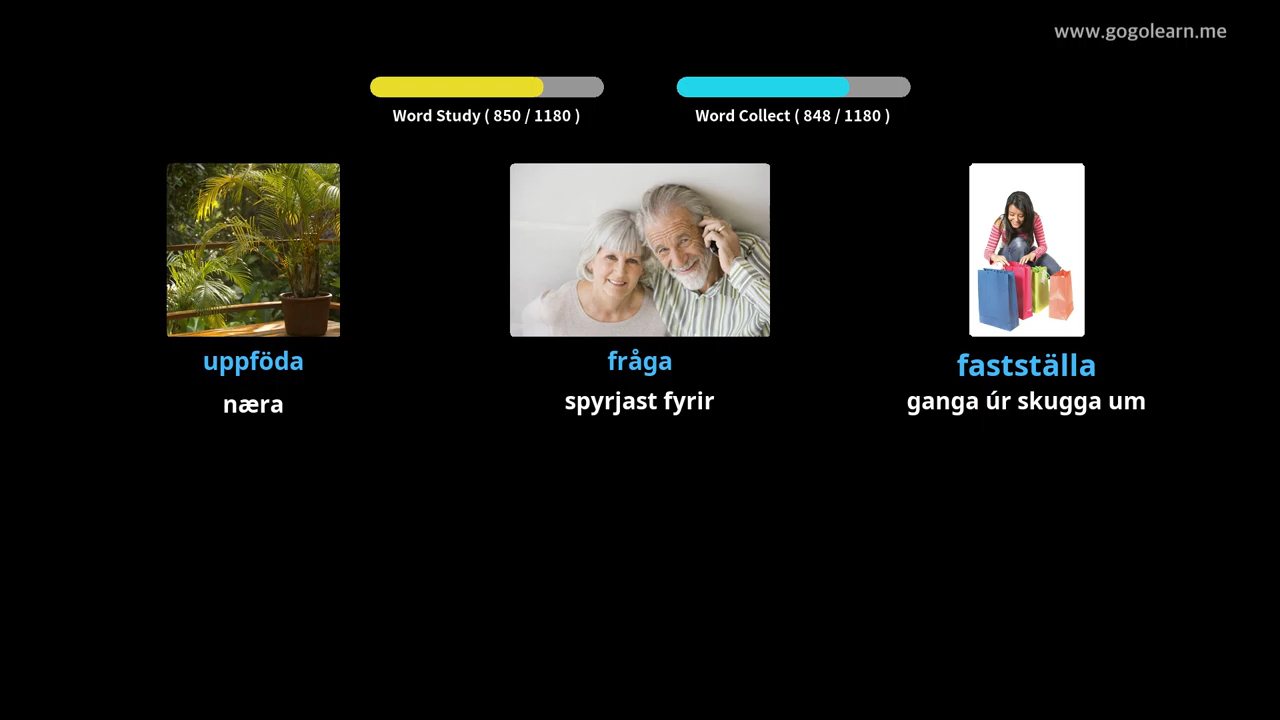 www.gogolearn.me
Word Study ( 850 / 1180 )
Word Collect ( 848 / 1180 )
uppföda
fråga
fastställa
næra
spyrjast fyrir
ganga úr skugga um